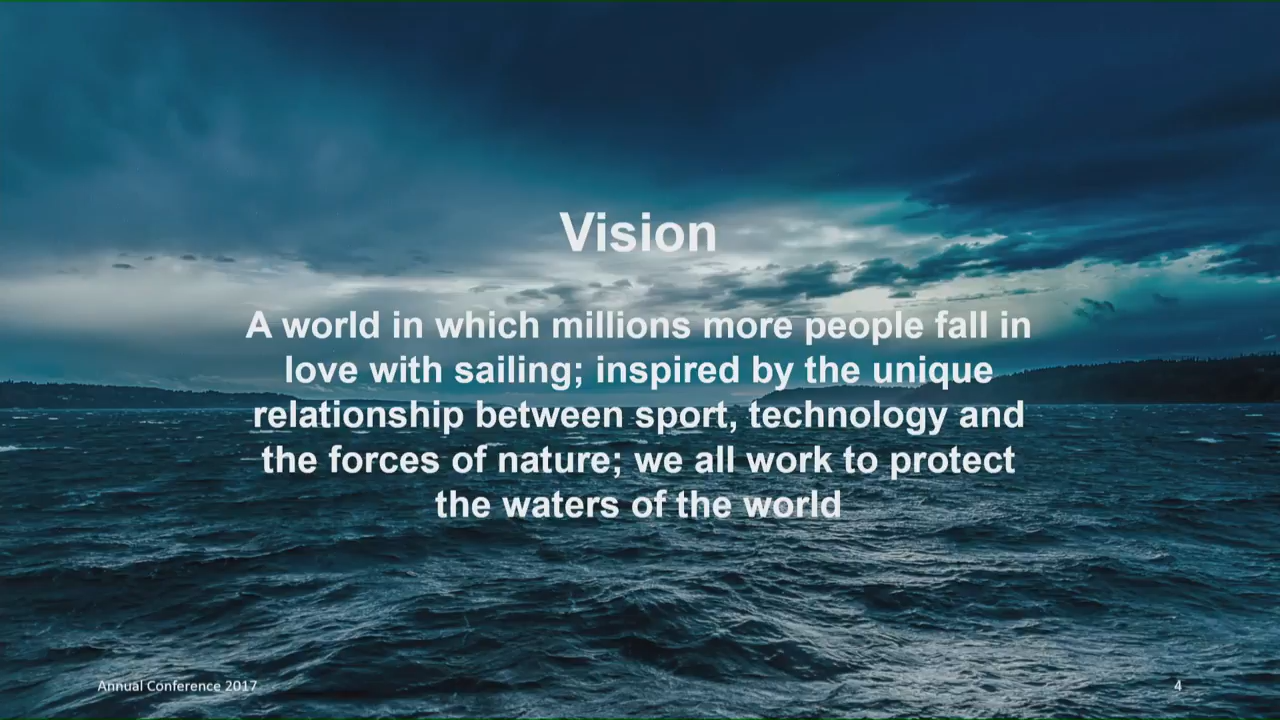 Vision
A world in which millions more people fall in
love with sailing; inspired by the unique
relationship between sport, technology and
the forces of nature; we all work to protect
the waters of the world
Annual Conference 2017
4